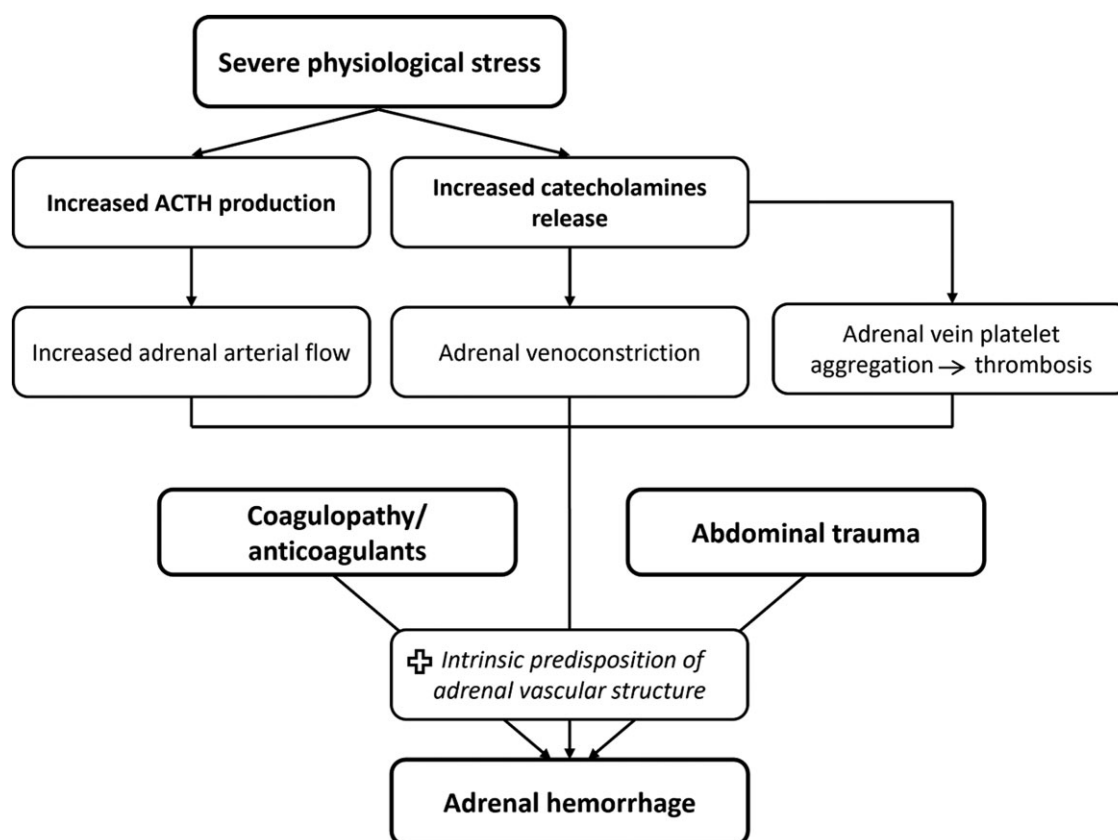 Severe physiological stress
Increased ACTH production
Increased catecholamines
release
Increased adrenal arterial flow
Adrenal venoconstriction
Adrenal vein platelet
aggregation → thrombosis
Coagulopathy/
anticoagulants
Abdominal trauma
Intrinsic predisposition of
adrenal vascular structure
Adrenal hemorrhage